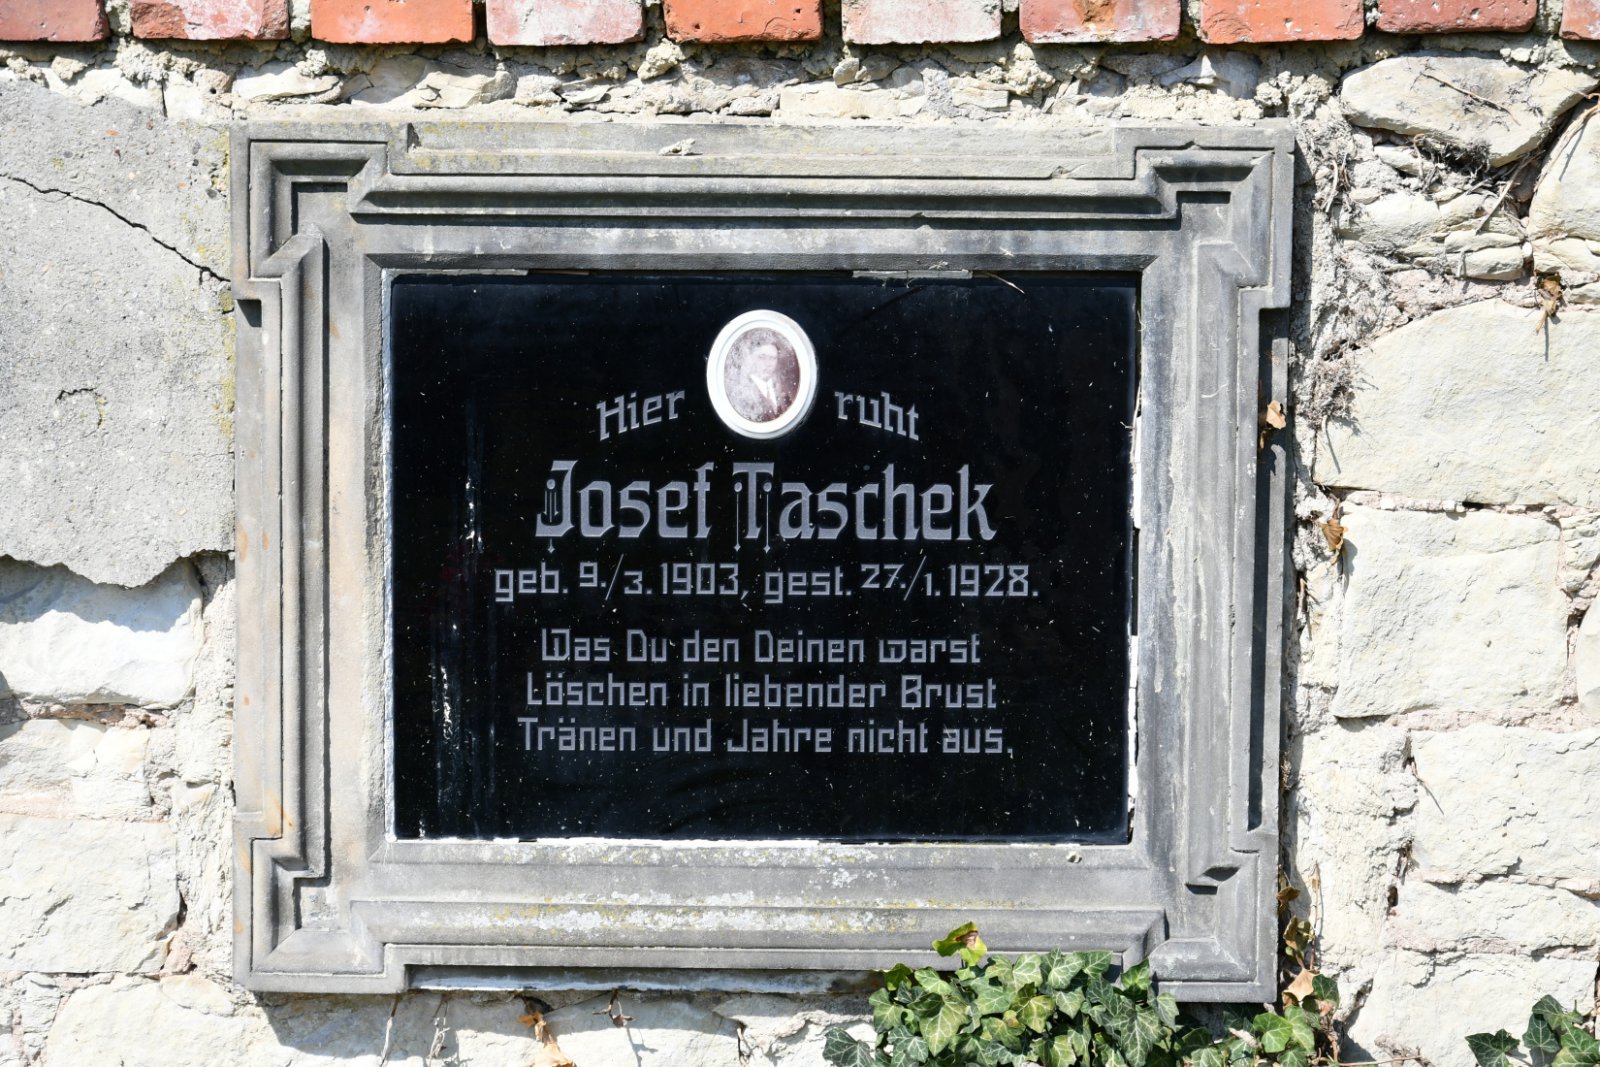 Hier ruht
Josef Taschek
geb. 9./3. 1903, gest. 27./1. 1928.
Was Du den Deinen warst
Löschen in liebender Brust
Tränen und Jahre nicht aus.